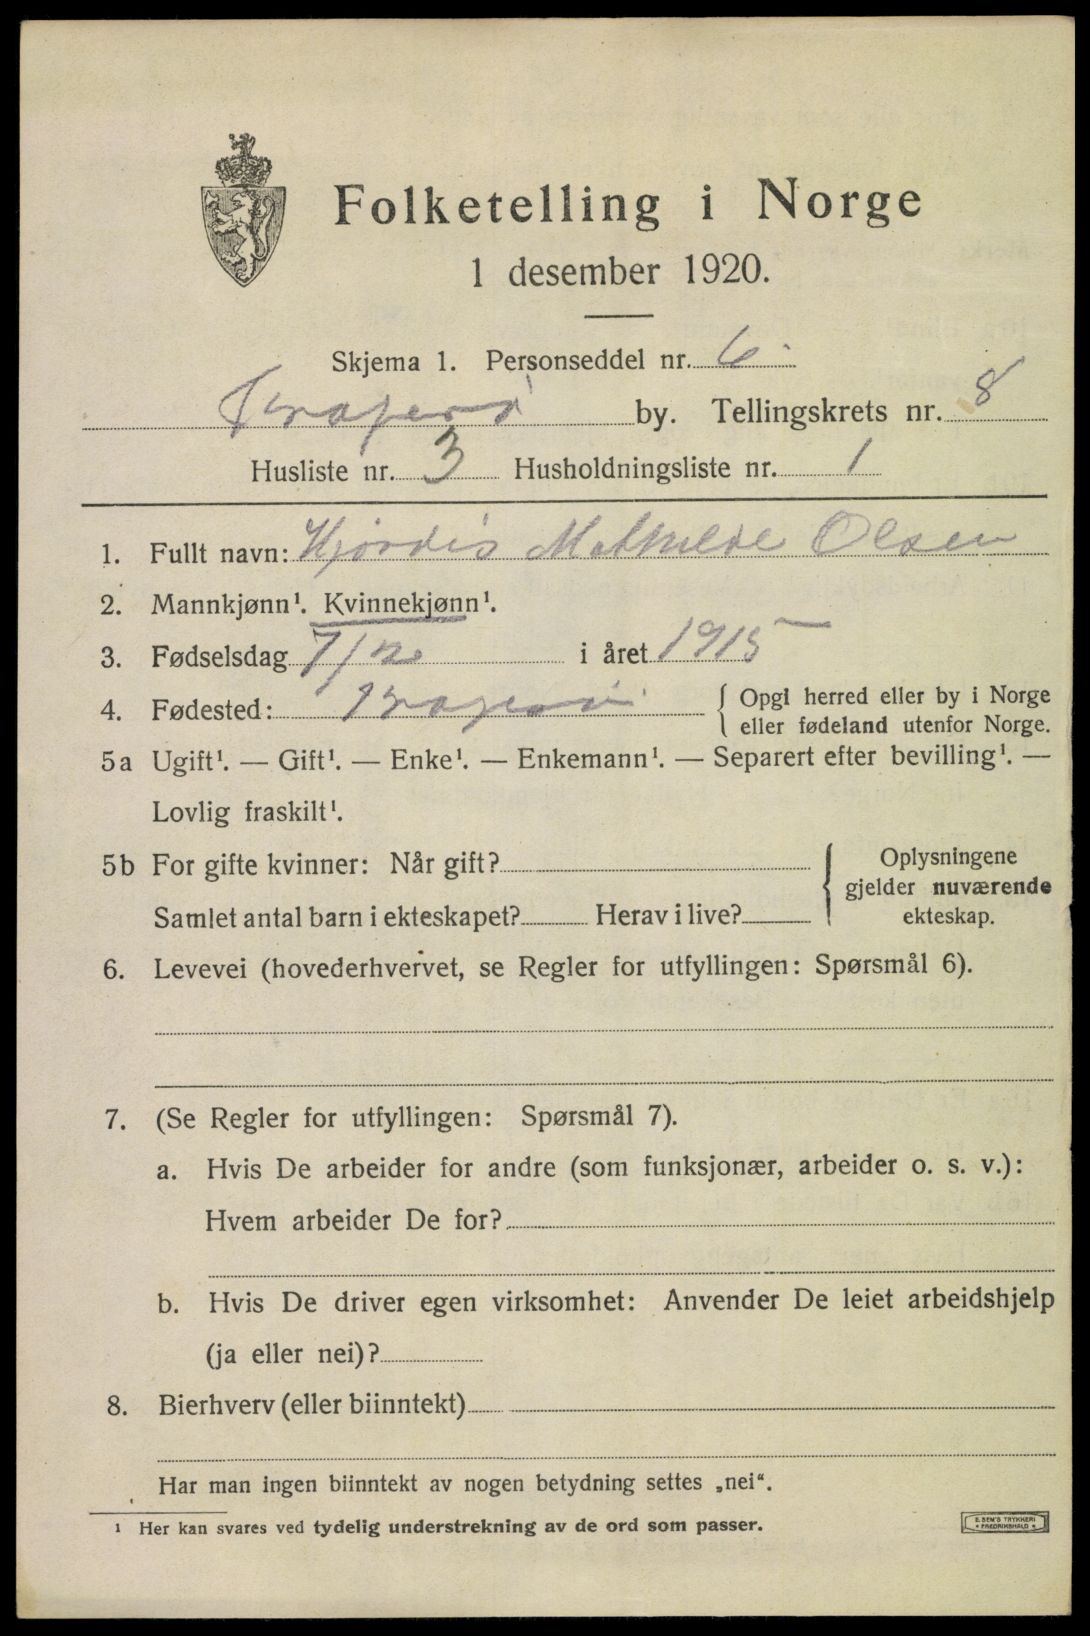 Folketelling i Norge
1 desember 1920.
Skjema 1. Personseddel nr. 6.
Kragerø by. Tellingskrets nr. 8
Husliste nr. 3 Husholdningsliste nr. 1
1. Fullt navn: Hjørdis Mathilde Olsen
2. Mannkjønn¹. Kvinnekjønn¹.
3. Fødselsdag 7/12 i året 1915
4. Fødested: Kragerø { Opgi herred eller by i Norge
eller fødeland utenfor Norge.
5a Ugift¹. — Gift¹. — Enke¹. — Enkemann¹. — Separert efter bevilling¹. —
Lovlig fraskilt¹.
5b For gifte kvinner: Når gift? { Oplysningene
gjelder nuværende
Samlet antal barn i ekteskapet? Herav i live? ekteskap.
6. Levevei (hovederhvervet, se Regler for utfyllingen: Spørsmål 6).
7. (Se Regler for utfyllingen: Spørsmål 7).
a. Hvis De arbeider for andre (som funksjonær, arbeider o. s. v.):
Hvem arbeider De for?
b. Hvis De driver egen virksomhet: Anvender De leiet arbeidshjelp
(ja eller nei)?
8. Bierhverv (eller biinntekt)
Har man ingen biinntekt av nogen betydning settes „nei“.
¹ Her kan svares ved tydelig understrekning av de ord som passer.
E. SEM'S TRYKKERI
• FREDRIKSHALD •